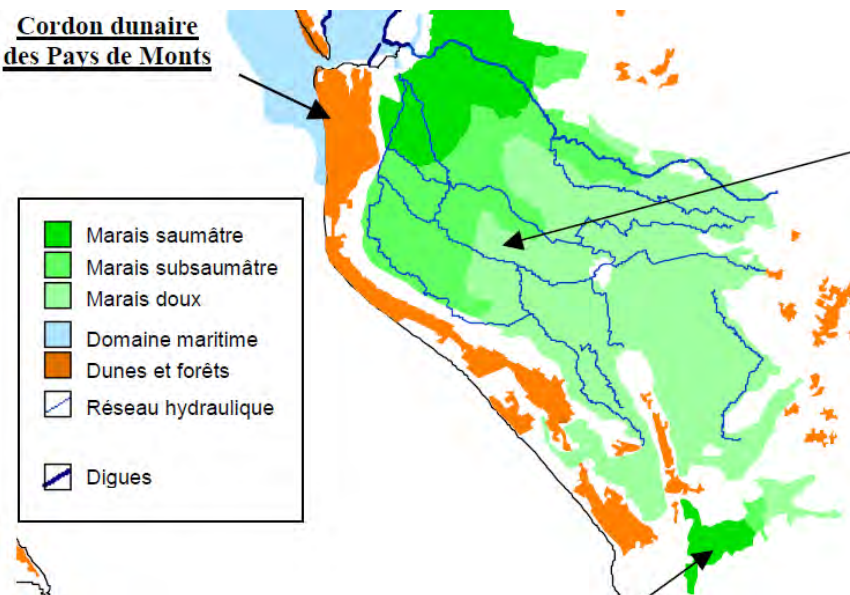 Cordon dunaire
des Pays de Monts
Marais saumâtre
Marais subsaumâtre
Marais doux
Domaine maritime
Dunes et forêts
Réseau hydraulique
Digues